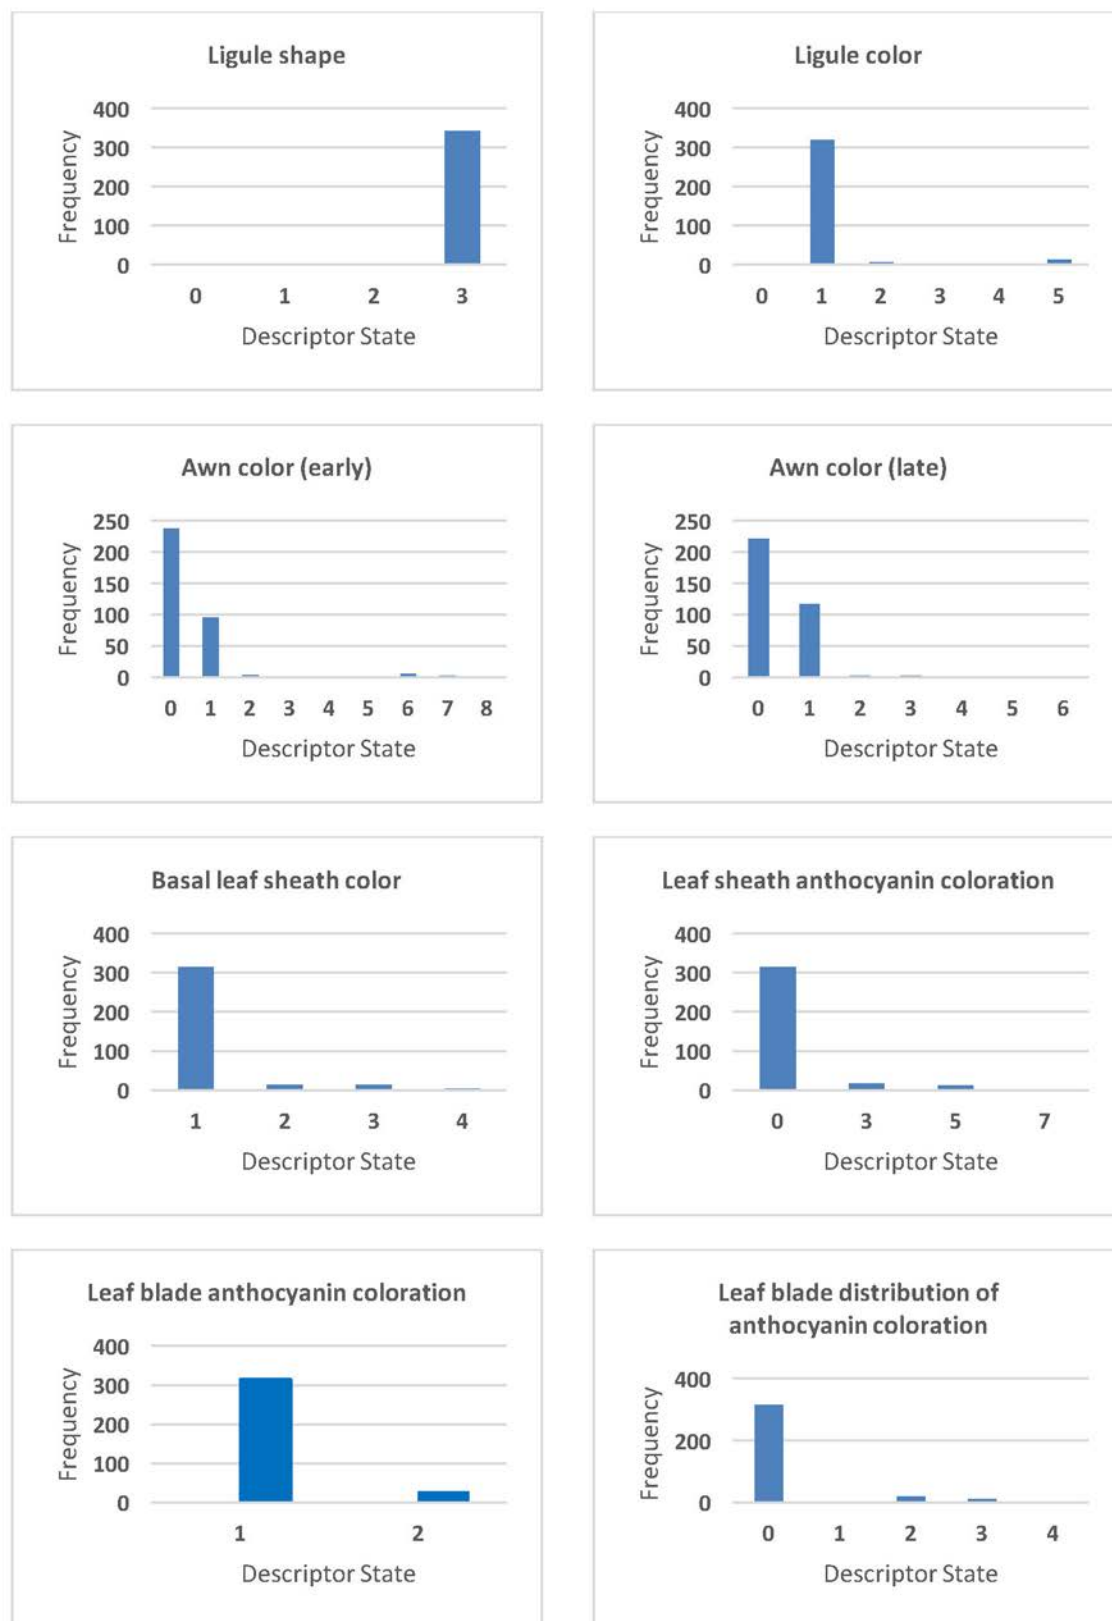 Ligule shape
400
300
200
100
0
Frequency
0 1 2 3
Descriptor State
Ligule color
400
300
200
100
0
Frequency
0 1 2 3 4 5
Descriptor State
Awn color (early)
250
200
150
100
50
0
Frequency
0 1 2 3 4 5 6 7 8
Descriptor State
Awn color (late)
250
200
150
100
50
0
Frequency
0 1 2 3 4 5 6
Descriptor State
Basal leaf sheath color
400
300
200
100
0
Frequency
1 2 3 4
Descriptor State
Leaf sheath anthocyanin coloration
400
300
200
100
0
Frequency
0 3 5 7
Descriptor State
Leaf blade anthocyanin coloration
400
300
200
100
0
Frequency
1 2
Descriptor State
Leaf blade distribution of
anthocyanin coloration
400
200
0
Frequency
0 1 2 3 4
Descriptor State